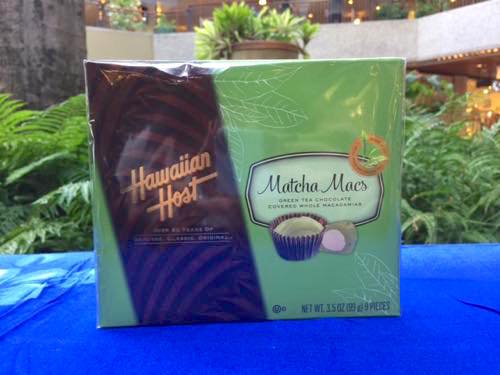 Hawaiian
Host®
OVER 80 YEARS OF
Matcha Macs
GREEN TEA CHOCOLATE
COVERED WHOLE MACADAMIAS
NET WT. 3.5 OZ (99 g) 9 PIECES